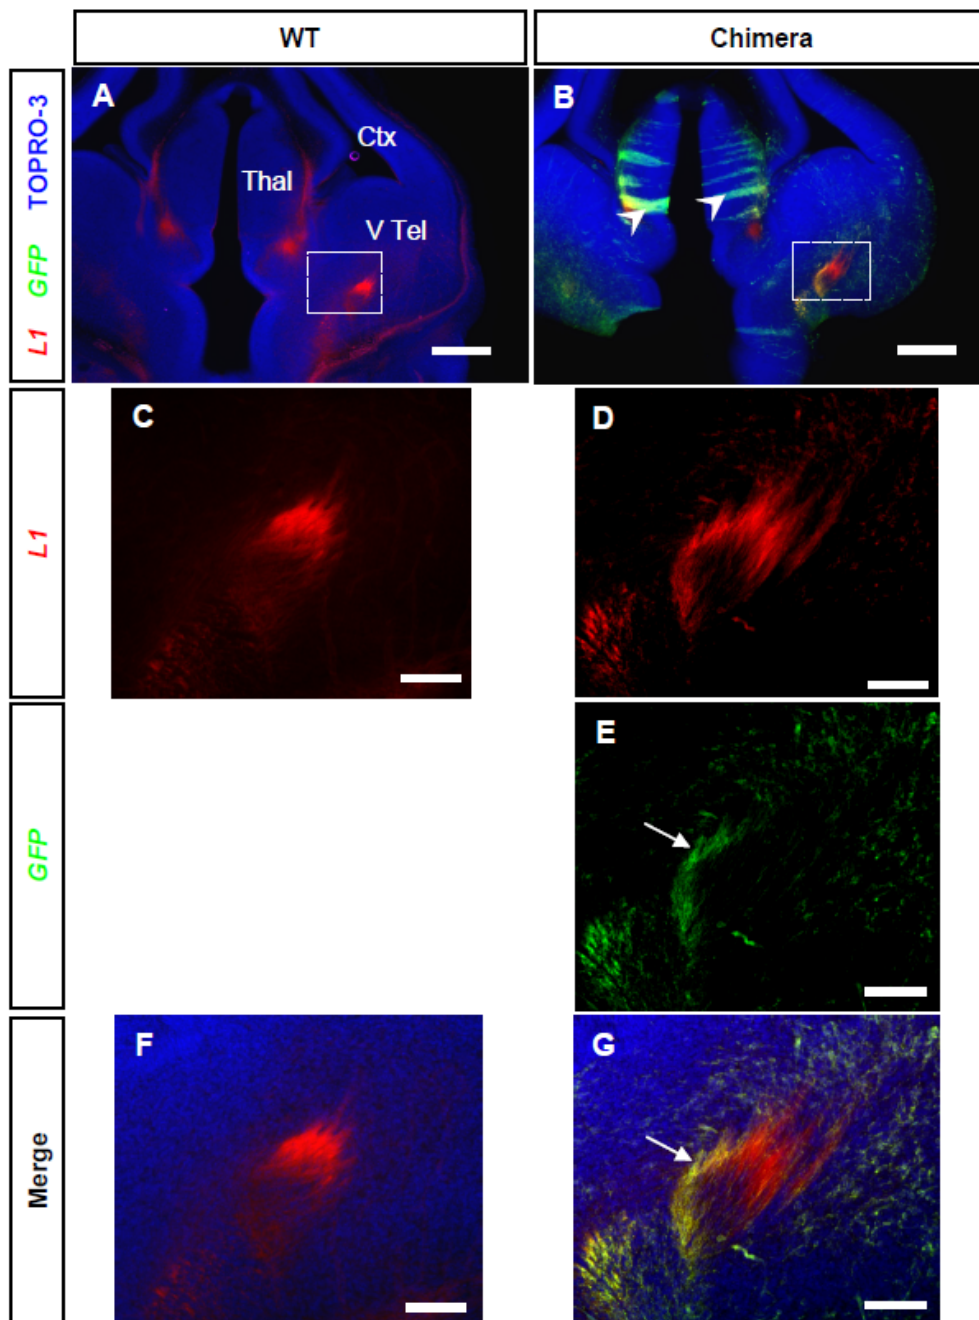 WT
Chimera
L1 GFP TOPRO-3
A
Ctx
Thal
V Tel
B
L1
C
D
GFP
E
Merge
F
G